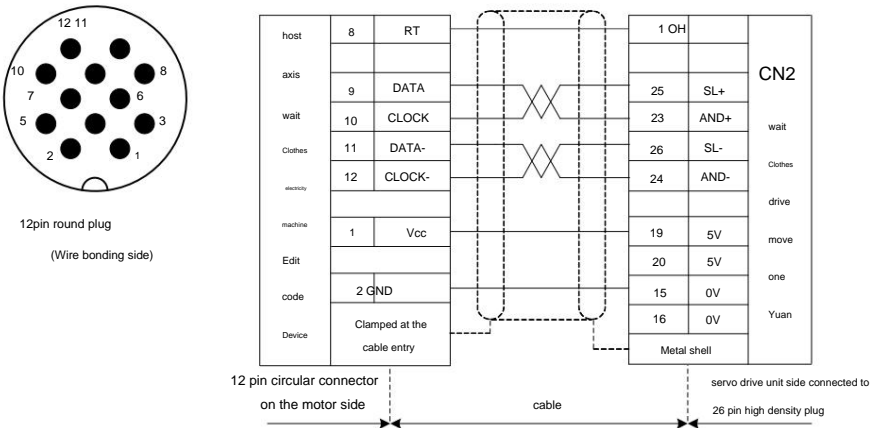 12 11
10
8
7
6
5
3
2
1
12pin round plug
(Wire bonding side)
host
axis
wait
Clothes
electricity
machine
Edit
code
Device
8 RT
9 DATA
10 CLOCK
11 DATA-
12 CLOCK-
1 Vcc
2 GND
Clamped at the
cable entry
1 OH
25 SL+
23 AND+
26 SL-
24 AND-
19 5V
20 5V
15 0V
16 0V
Metal shell
CN2
wait
Clothes
drive
move
one
Yuan
12 pin circular connector
on the motor side
cable
servo drive unit side connected to
26 pin high density plug